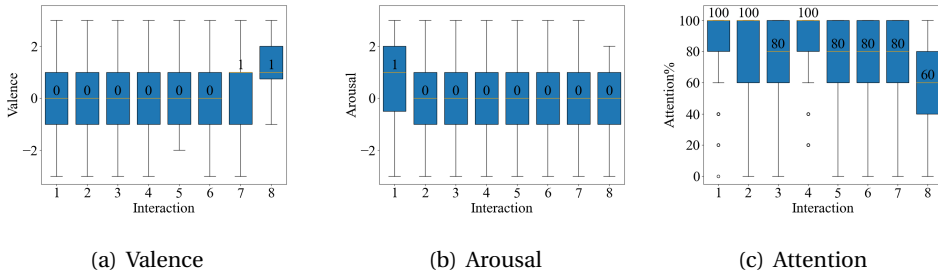 Valence
2
0
−2
0 0 0 0 0 0 1 1
1 2 3 4 5 6 7 8
Interaction
(a) Valence
Arousal
2
0
−2
1 0 0 0 0 0 0 0
1 2 3 4 5 6 7 8
Interaction
(b) Arousal
Attention%
100%
80
60
40
20
0
100 100 80 100 80 80 80 60
1 2 3 4 5 6 7 8
Interaction
(c) Attention